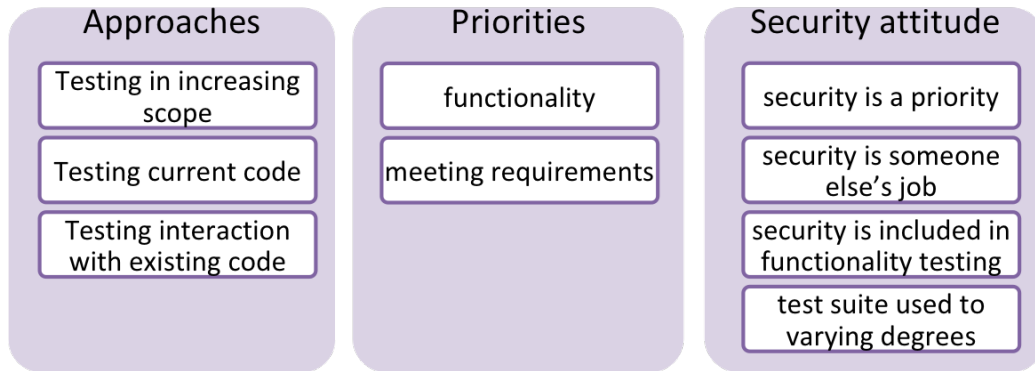 Approaches
Testing in increasing
scope
Testing current code
Testing interaction
with existing code
Priorities
functionality
meeting requirements
Security attitude
security is a priority
security is someone
else’s job
security is included in
functionality testing
test suite used to
varying degrees